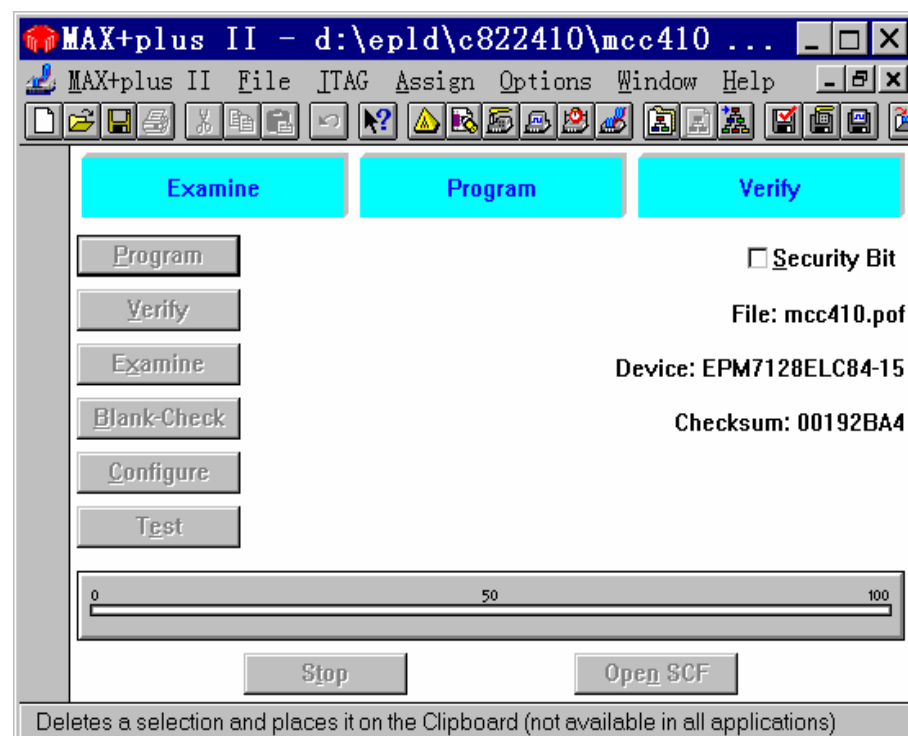 MAX+plus II - d:\epld\c822410\mcc410 ...
MAX+plus II File JTAG Assign Options Window Help
Examine Program Verify
Program
Security Bit
Verify
File: mcc410.pof
Examine
Device: EPM7128ELC84-15
Blank-Check
Checksum: 00192BA4
Configure
Test
0 50 100
Stop Open SCF
Deletes a selection and places it on the Clipboard (not available in all applications)